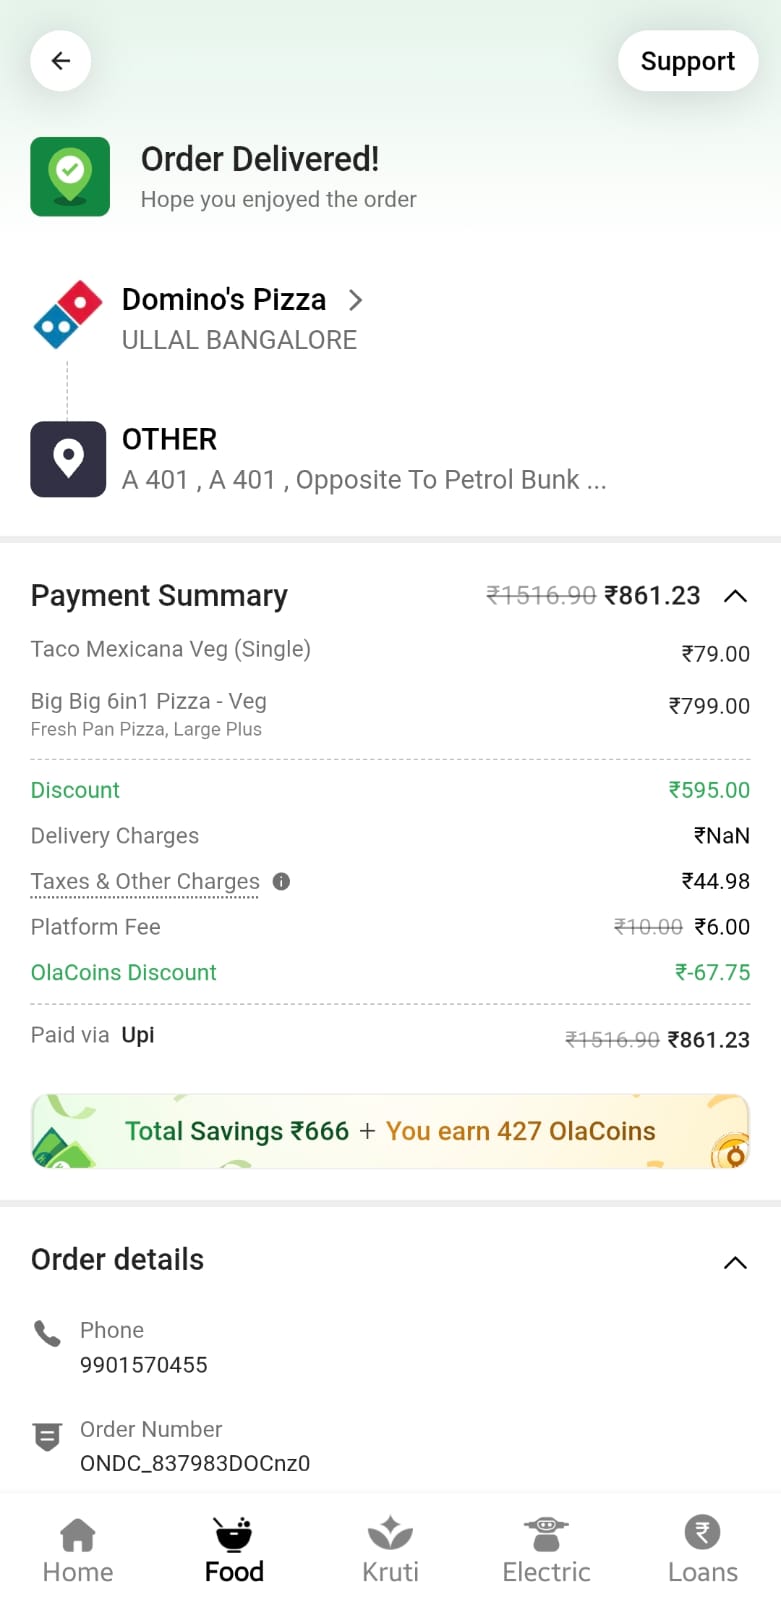 Support
Order Delivered!
Hope you enjoyed the order
Domino's Pizza
ULLAL BANGALORE
OTHER
A 401 , A 401 , Opposite To Petrol Bunk ...
Payment Summary ₹1516.90 ₹861.23
Taco Mexicana Veg (Single) ₹79.00
Big Big 6in1 Pizza - Veg ₹799.00
Fresh Pan Pizza, Large Plus
Discount ₹595.00
Delivery Charges ₹NaN
Taxes & Other Charges ₹44.98
Platform Fee ₹10.00 ₹6.00
OlaCoins Discount ₹-67.75
Paid via Upi ₹1516.90 ₹861.23
Total Savings ₹666 + You earn 427 OlaCoins
Order details
Phone
9901570455
Order Number
ONDC_837983DOCnz0
Home Food Kruti Electric Loans